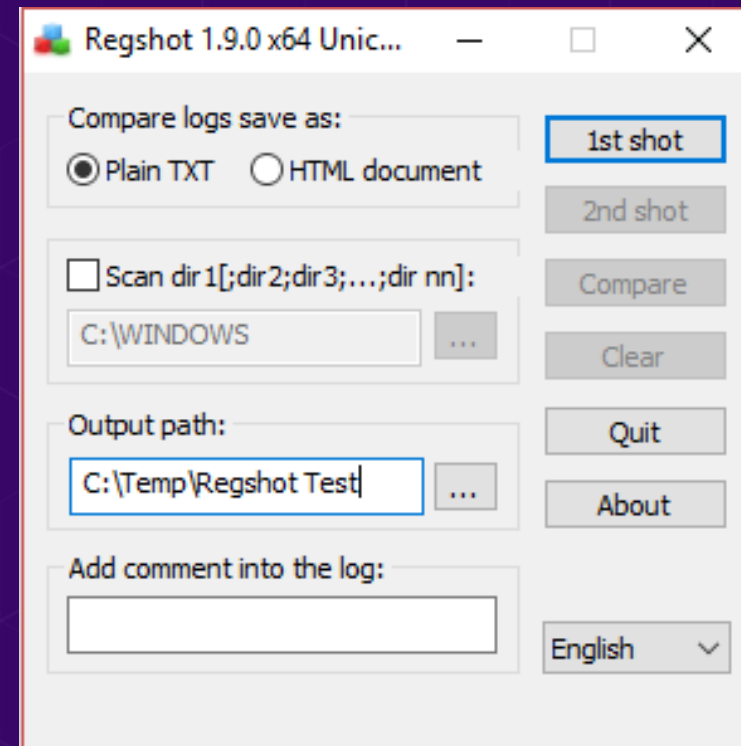 Regshot 1.9.0 x64 Unic...
Compare logs save as:
Plain TXT HTML document
1st shot
2nd shot
Scan dir1[;dir2;dir3;...;dir nn]:
C:\WINDOWS
...
Compare
Clear
Output path:
C:\Temp\Regshot Test
...
Quit
About
Add comment into the log:
English